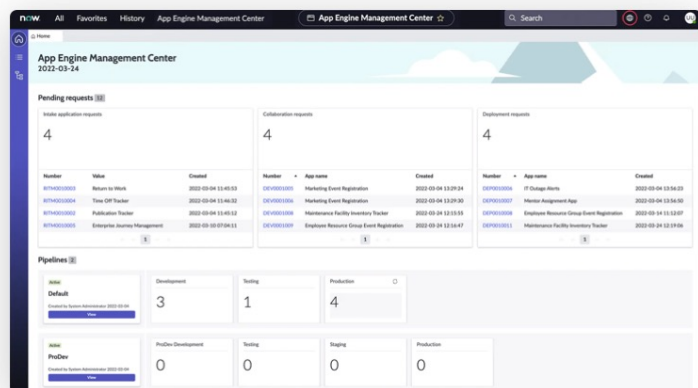 now. All Favorites History App Engine Management Center App Engine Management Center Search
Home
App Engine Management Center
2022-03-24
Pending requests 12
Intake application requests
4
Number Value Created
RITM0010003 Return to Work 2022-03-04 11:45:53
RITM0010004 Time Off Tracker 2022-03-04 11:46:32
RITM0010002 Publication Tracker 2022-03-04 11:45:12
RITM0010005 Enterprise Journey Management 2022-03-10 07:04:11
1
Collaboration requests
4
Number App name Created
DEV0001005 Marketing Event Registration 2022-03-04 13:29:24
DEV0001006 Marketing Event Registration 2022-03-04 13:29:30
DEV0001008 Maintenance Facility Inventory Tracker 2022-03-24 12:15:55
DEV0001009 Employee Resource Group Event Registration 2022-03-24 12:16:47
1
Deployment requests
4
Number App name Created
DEP0010006 IT Outage Alerts 2022-03-04 13:56:23
DEP0010007 Mentor Assignment App 2022-03-04 13:56:50
DEP0010008 Employee Resource Group Event Registration 2022-03-14 11:12:07
DEP0010011 Maintenance Facility Inventory Tracker 2022-03-24 12:19:06
1
Pipelines 2
Active
Default
Created by System Administrator 2022-03-04
View
Development
3
Testing
1
Production
4
Active
ProDev
Created by System Administrator 2022-03-04
View
ProDev Development
0
Testing
0
Staging
0
Production
0